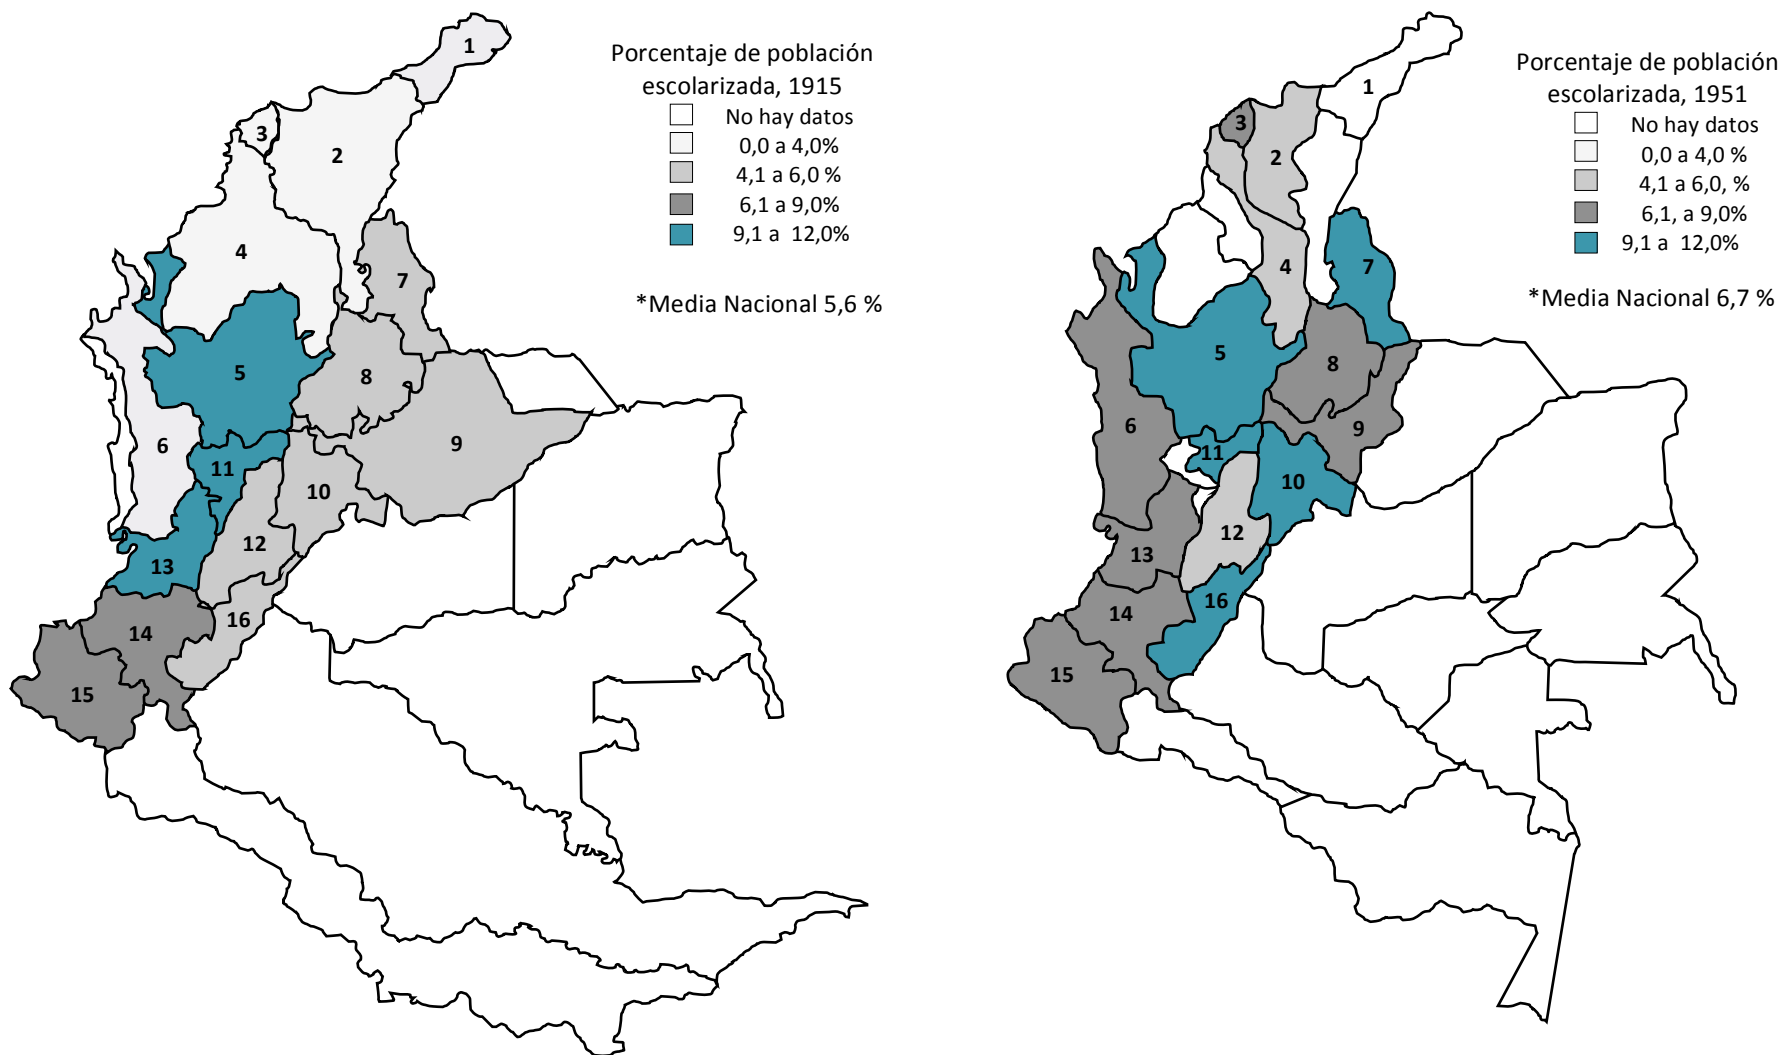 Porcentaje de población
escolarizada, 1915
No hay datos
0,0 a 4,0%
4,1 a 6,0 %
6,1 a 9,0%
9,1 a 12,0%
*Media Nacional 5,6 %
1
2
3
4
5
6
7
8
9
10
11
12
13
14
15
16
Porcentaje de población
escolarizada, 1951
No hay datos
0,0 a 4,0 %
4,1 a 6,0, %
6,1, a 9,0%
9,1 a 12,0%
*Media Nacional 6,7 %
1
2
3
4
5
6
7
8
9
10
11
12
13
14
15
16